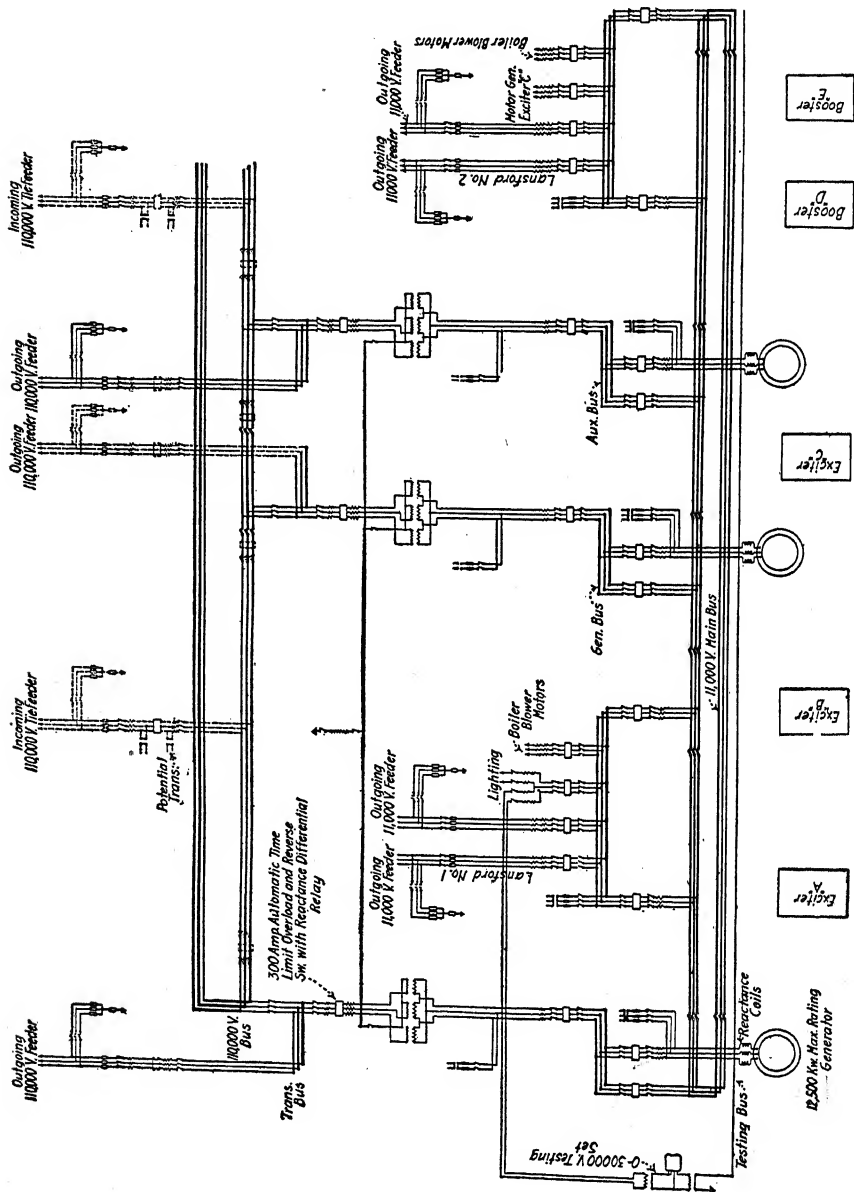 Outgoing
110,000 V. Feeder
Incoming
110,000 V. Tie Feeder
Outgoing
110,000 V. Feeder
Outgoing
110,000 V. Feeder
Incoming
110,000 V. Tie Feeder
Potential
Trans.
110,000 V.
Bus
Trans.
Bus
300 Amp. Automatic Time
Limit Overload and Reverse
Sw. with Reactance Differential
Relay
Outgoing
11,000 V. Feeder
Lansford No. 1
Outgoing
11,000 V. Feeder
Lighting
Boiler
Blower
Motors
Outgoing
11,000 V. Feeder
Lansford No. 2
Outgoing
11,000 V. Feeder
Motor Gen.
Exciter "C"
Boiler Blower Motors
Gen. Bus
Aux. Bus
11,000 V. Main Bus
0-30000 V. Testing
Set
Testing Bus
Reactance
Coils
12,500 Kw. Max. Rating
Generator
Exciter
"A"
Exciter
"B"
Exciter
"C"
Booster
"D"
Booster
"E"